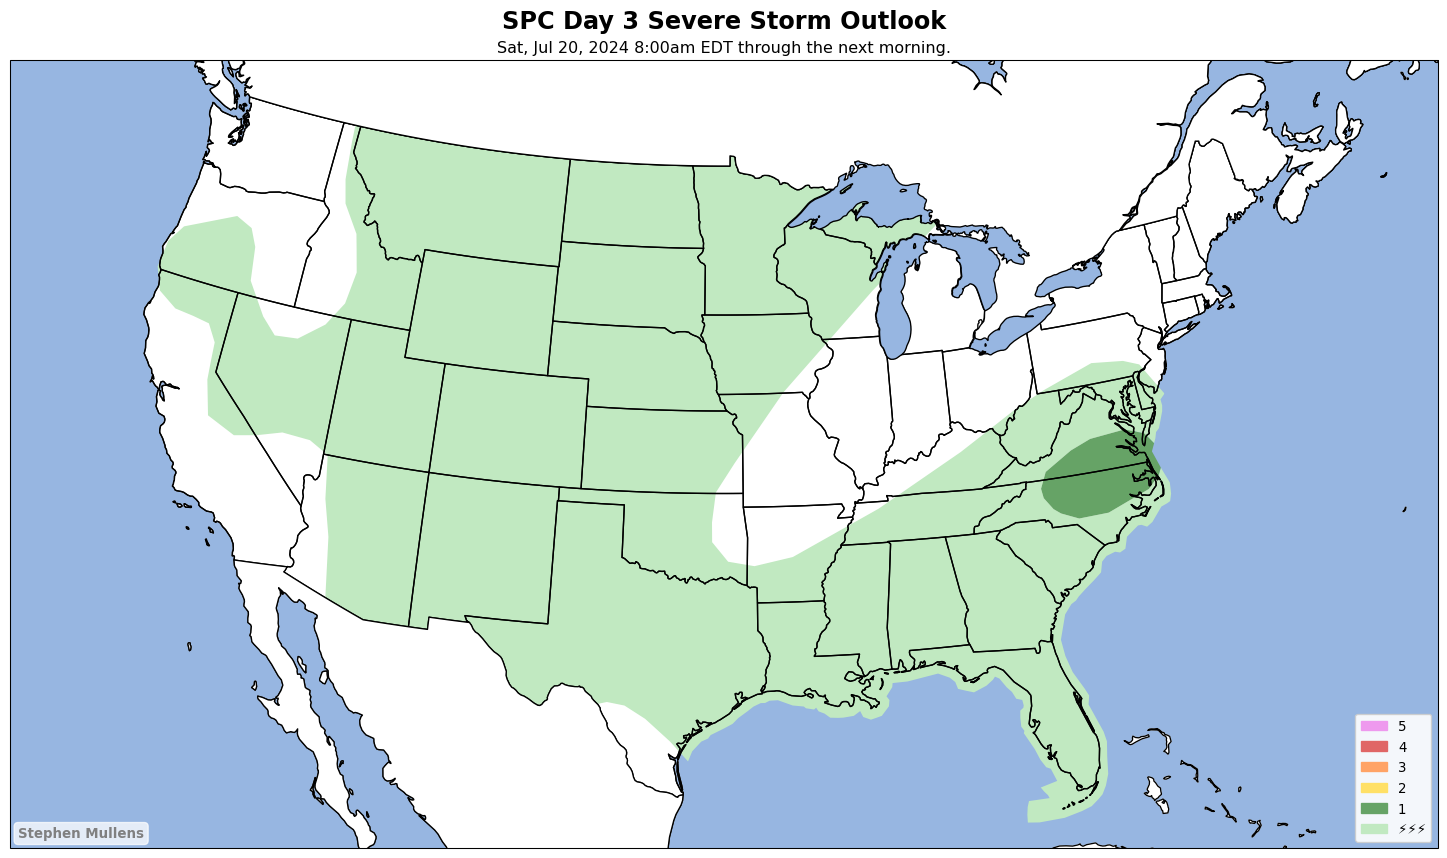 SPC Day 3 Severe Storm Outlook
Sat, Jul 20, 2024 8:00am EDT through the next morning.
5
4
3
2
1
⚡⚡⚡
Stephen Mullens